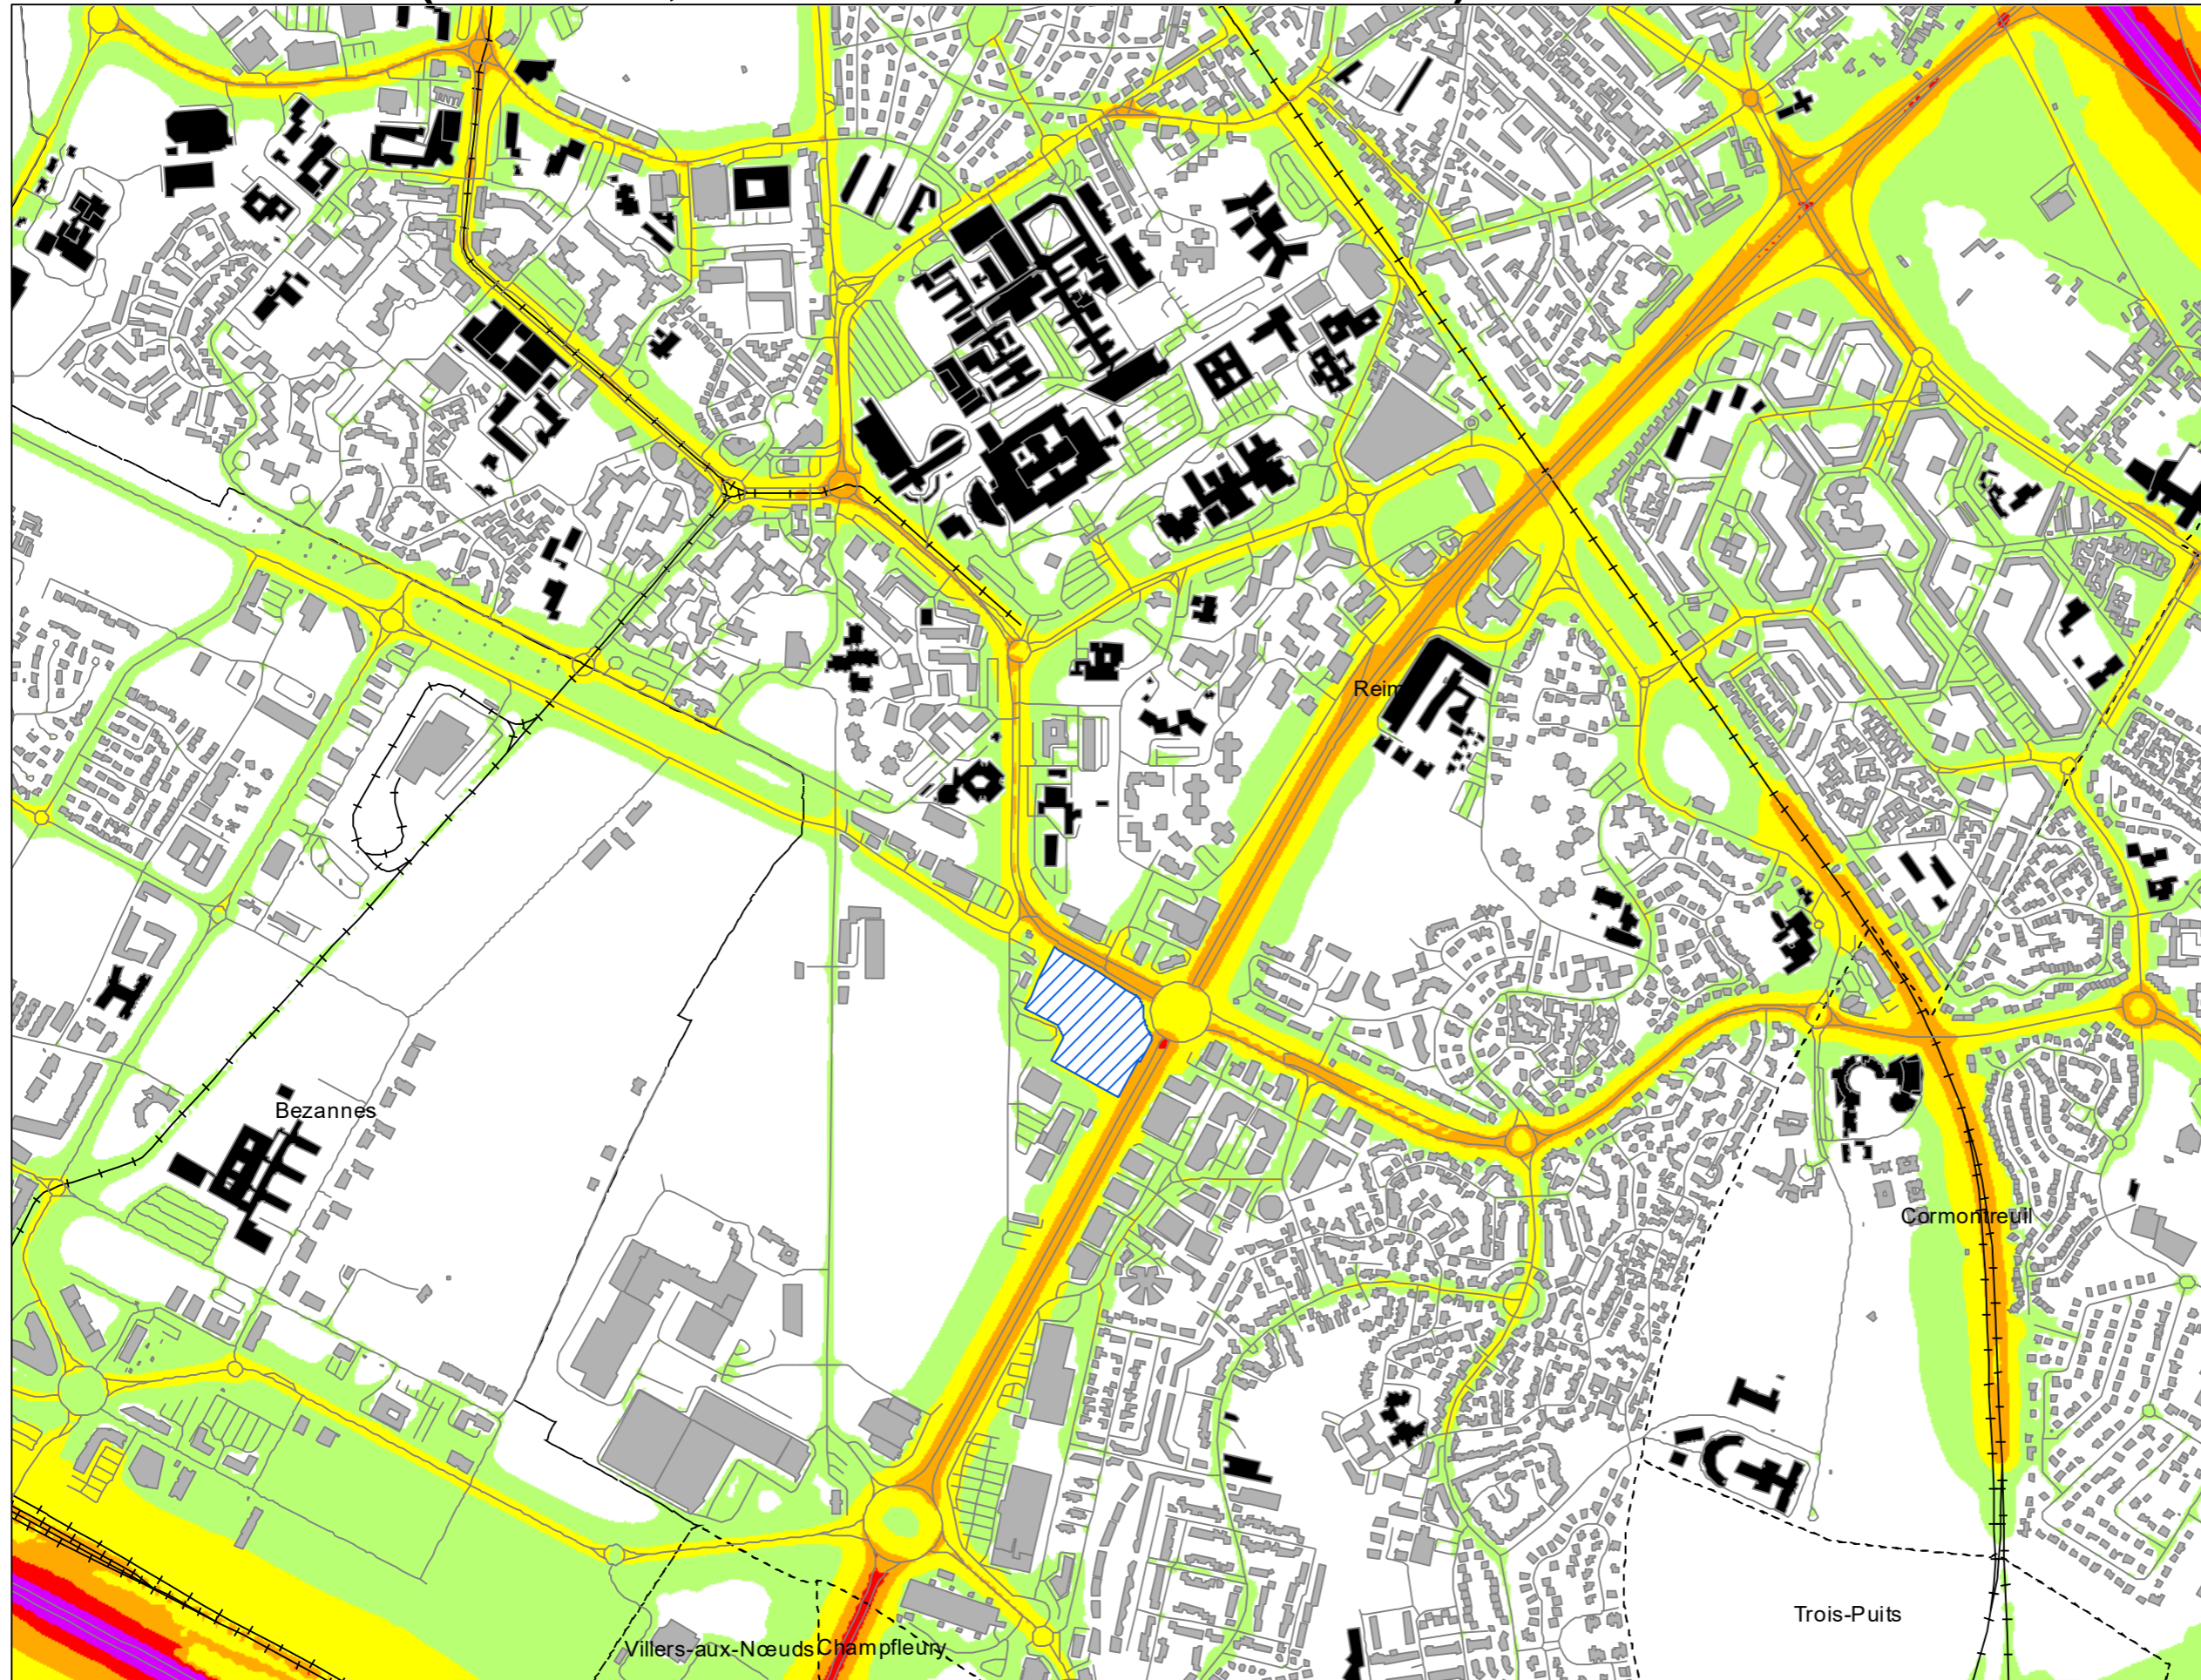 Reim
Bezannes
Cormontreuil
Trois-Puits
Villers-aux-Nœuds
Champfleury